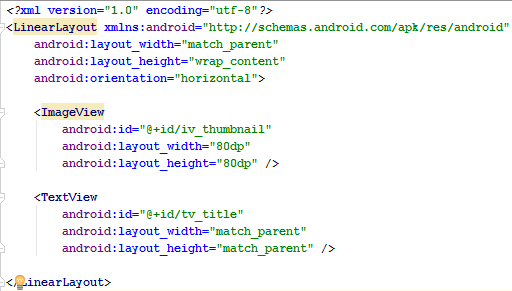 <?xml version="1.0" encoding="utf-8"?>
<LinearLayout xmlns:android="http://schemas.android.com/apk/res/android"
    android:layout_width="match_parent"
    android:layout_height="wrap_content"
    android:orientation="horizontal">

    <ImageView
        android:id="@+id/iv_thumbnail"
        android:layout_width="80dp"
        android:layout_height="80dp" />

    <TextView
        android:id="@+id/tv_title"
        android:layout_width="match_parent"
        android:layout_height="match_parent" />

</LinearLayout>